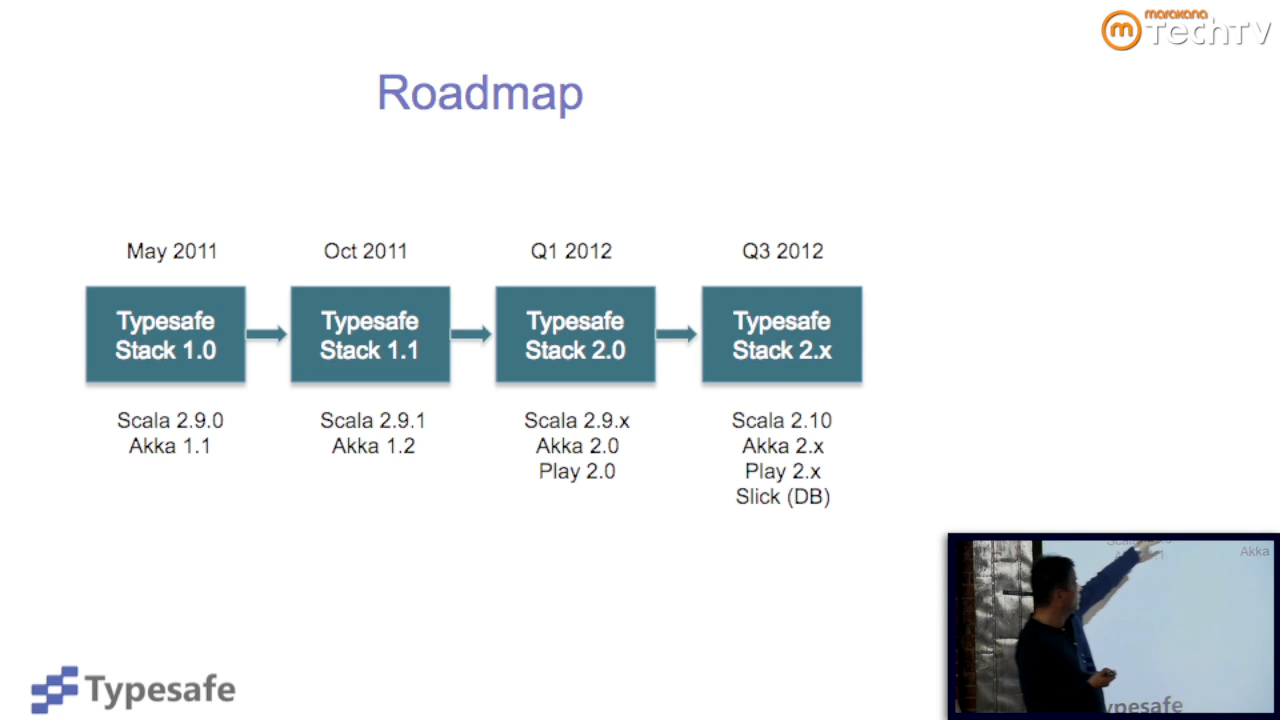 marakana
TechTV
Roadmap
May 2011
Oct 2011
Q1 2012
Q3 2012
Typesafe
Stack 1.0
Typesafe
Stack 1.1
Typesafe
Stack 2.0
Typesafe
Stack 2.x
Scala 2.9.0
Akka 1.1
Scala 2.9.1
Akka 1.2
Scala 2.9.x
Akka 2.0
Play 2.0
Scala 2.10
Akka 2.x
Play 2.x
Slick (DB)
Akka
Typesafe
ypesafe